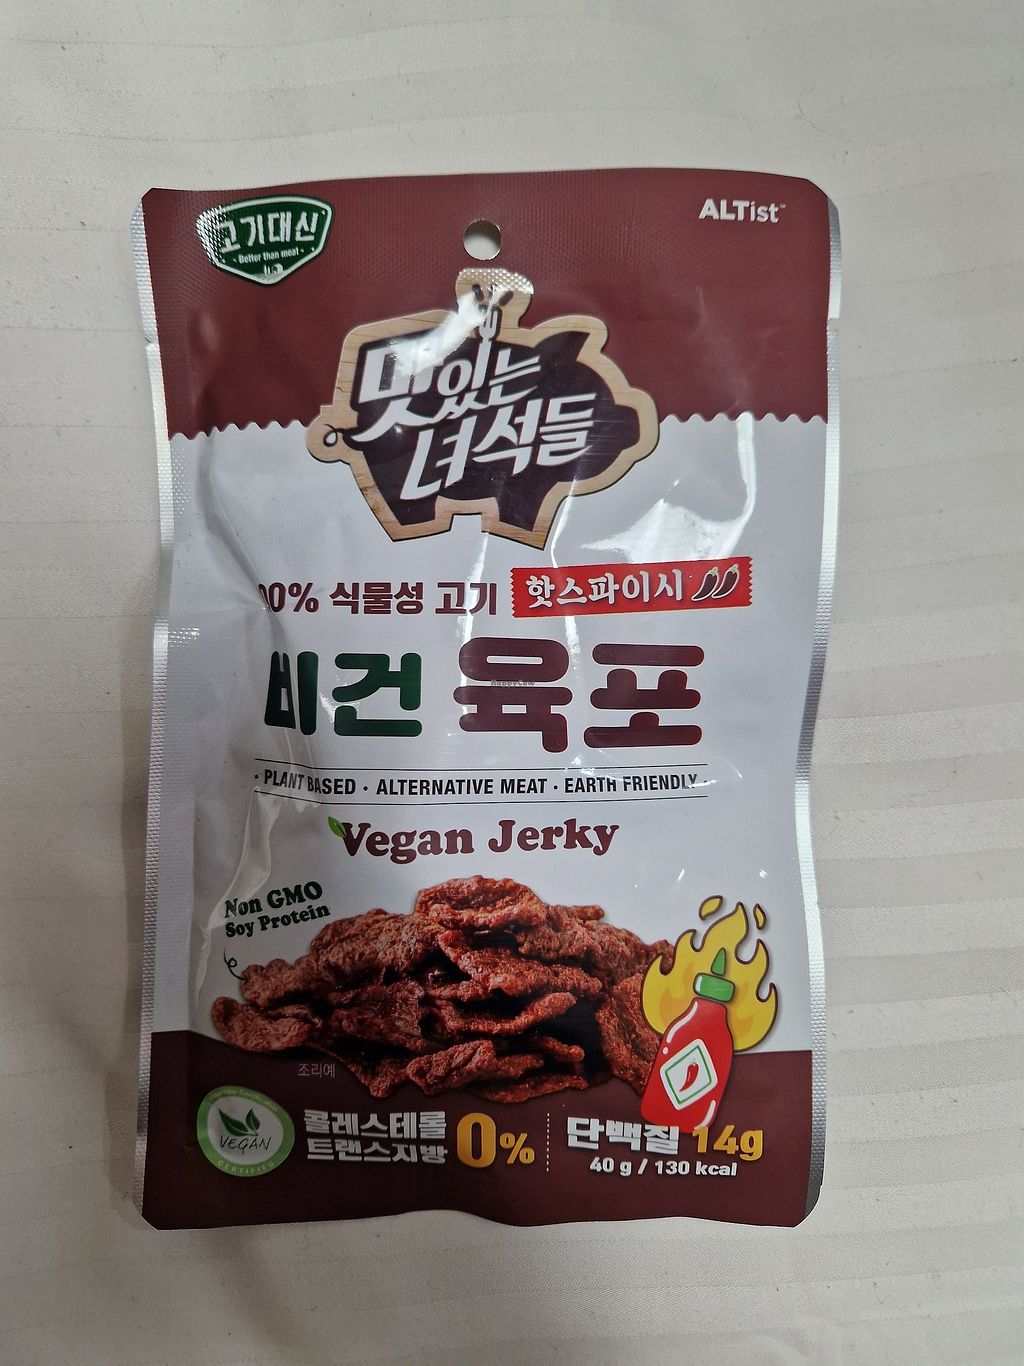 고기대신
- Better than meat -
ALTist™
맛있는
녀석들
00% 식물성 고기
핫스파이시
비건 육포
· PLANT BASED · ALTERNATIVE MEAT · EARTH FRIENDLY ·
Vegan Jerky
Non GMO
Soy Protein
조리예
VEGAN
CERTIFIED
콜레스테롤
트랜스지방 0%
단백질 14g
40 g / 130 kcal